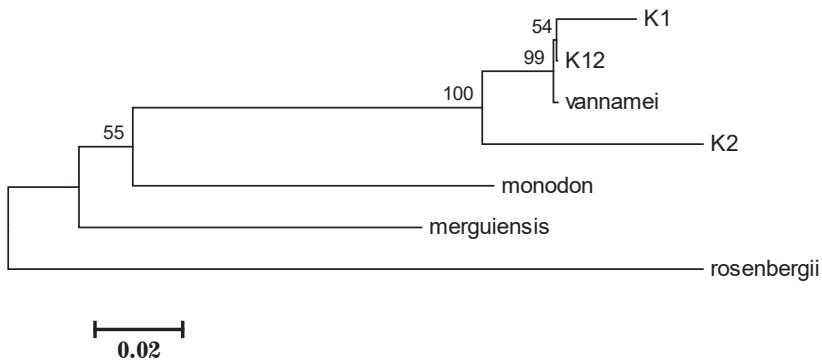 K1
54
K12
99
vannamei
100
K2
55
monodon
merguiensis
rosenbergii
0.02